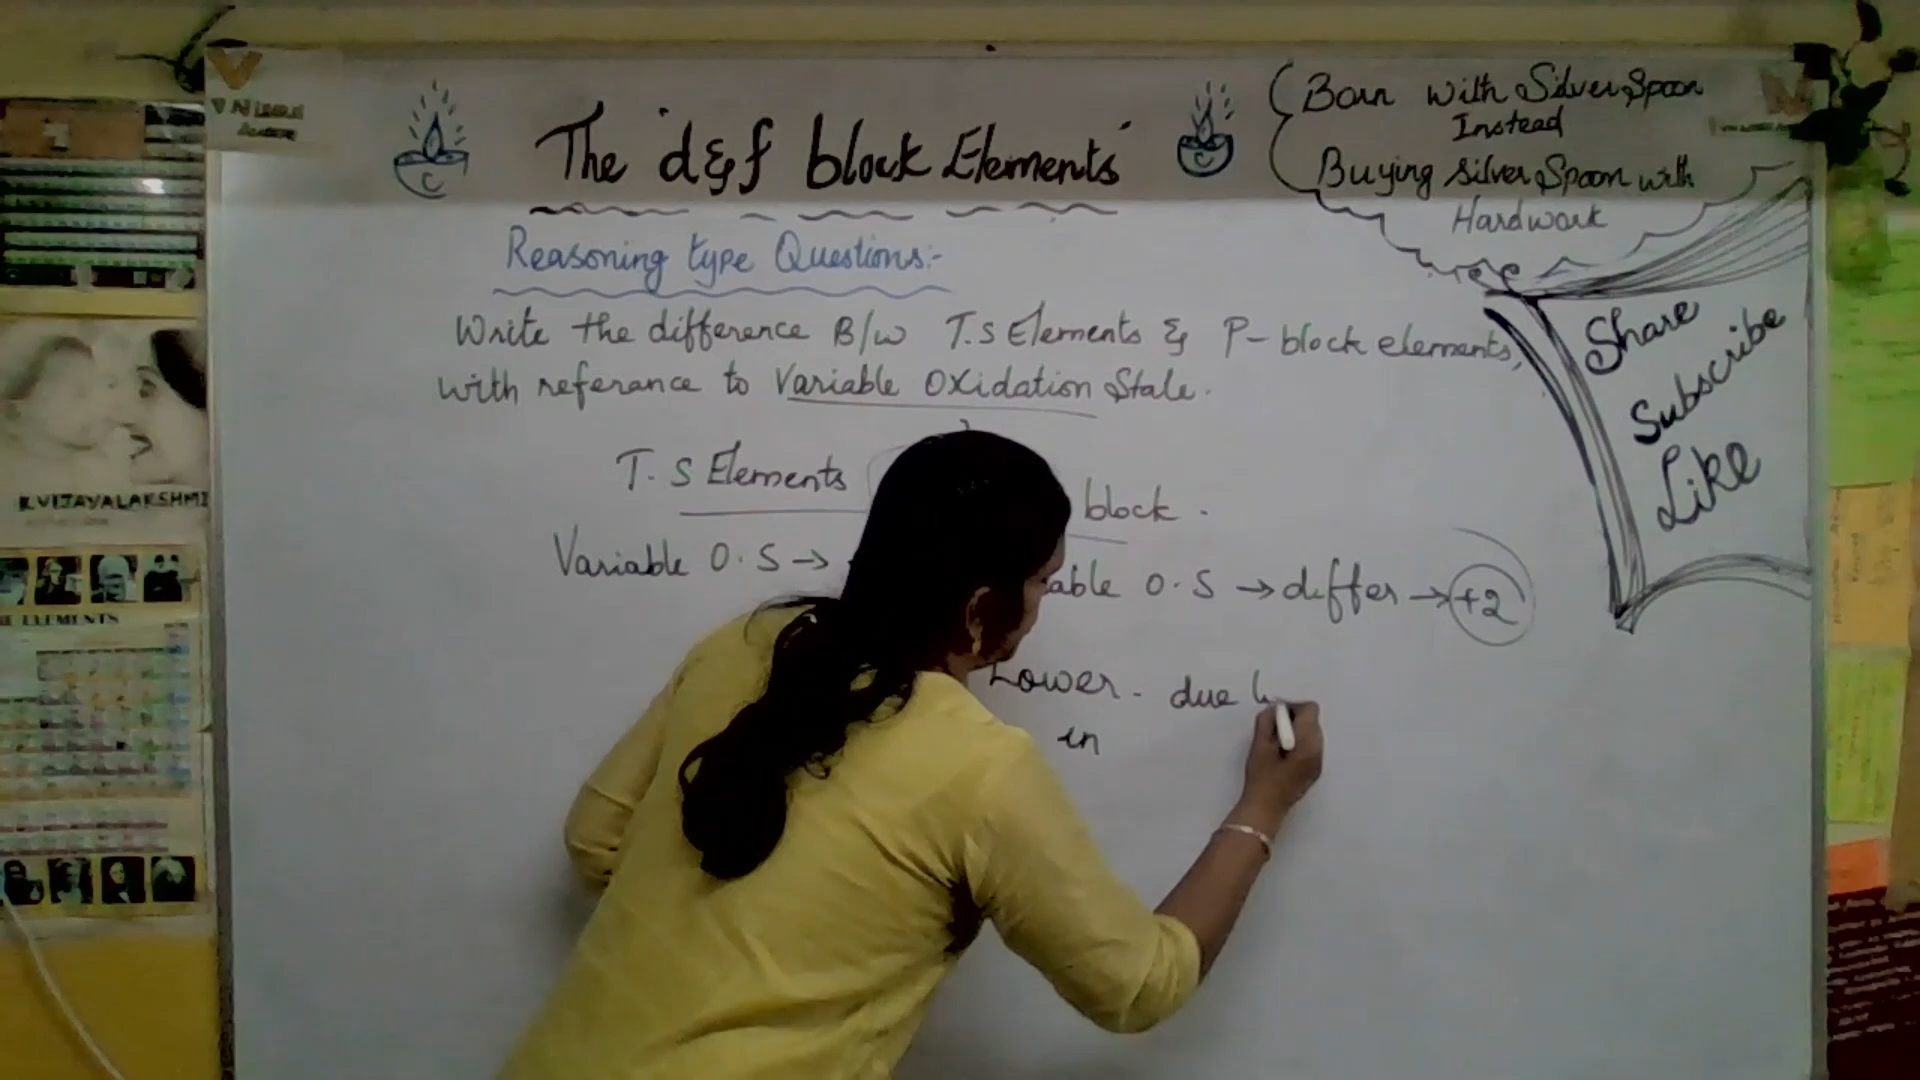 The 'd & f block Elements'
Born with Silver Spoon
Instead
Buying Silver Spoon with
Hardwork
Reasoning type Questions:-
Write the difference B/w T.S Elements & P-block elements,
with referance to Variable Oxidation State.
T. S Elements
block.
Variable O.S →
able O.S → differ → +2
Lower. due
in
Share
Subscribe
Like
K.VIJAYALAKSHMI
ELEMENTS